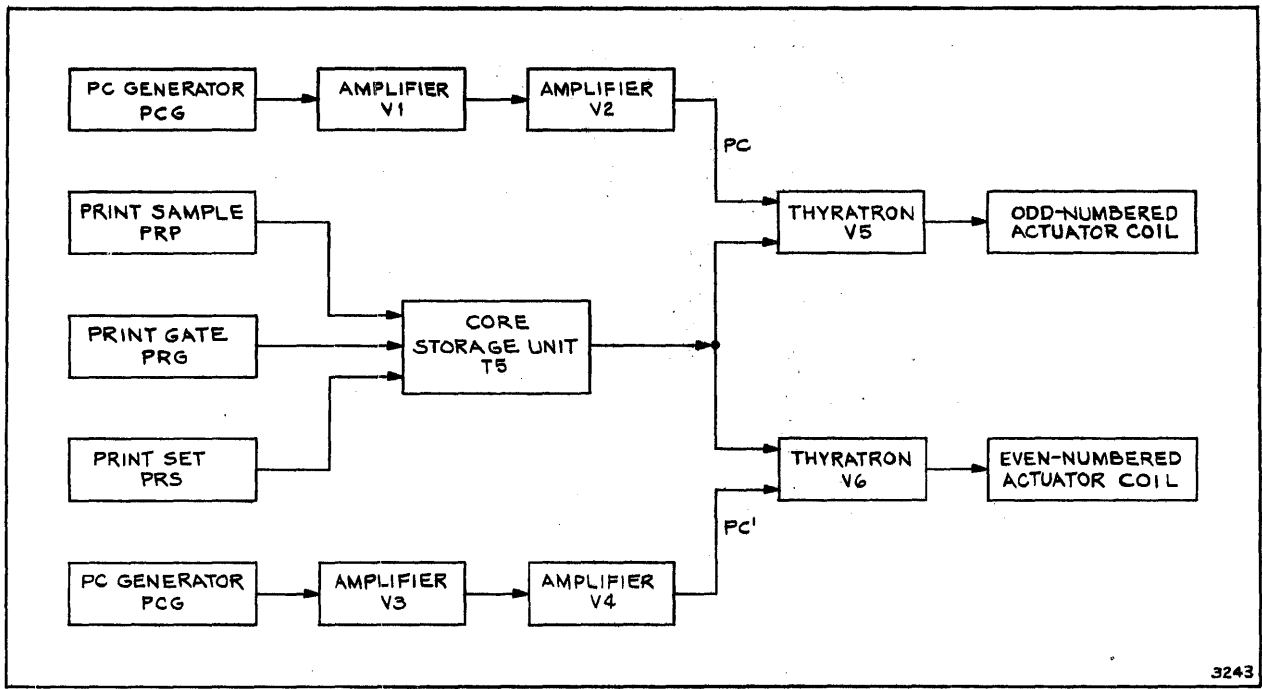 PC GENERATOR
PCG
AMPLIFIER
V1
AMPLIFIER
V2
PC
PRINT SAMPLE
PRP
THYRATRON
V5
ODD-NUMBERED
ACTUATOR COIL
PRINT GATE
PRG
CORE
STORAGE UNIT
T5
PRINT SET
PRS
THYRATRON
V6
EVEN-NUMBERED
ACTUATOR COIL
PC'
PC GENERATOR
PCG
AMPLIFIER
V3
AMPLIFIER
V4
3243